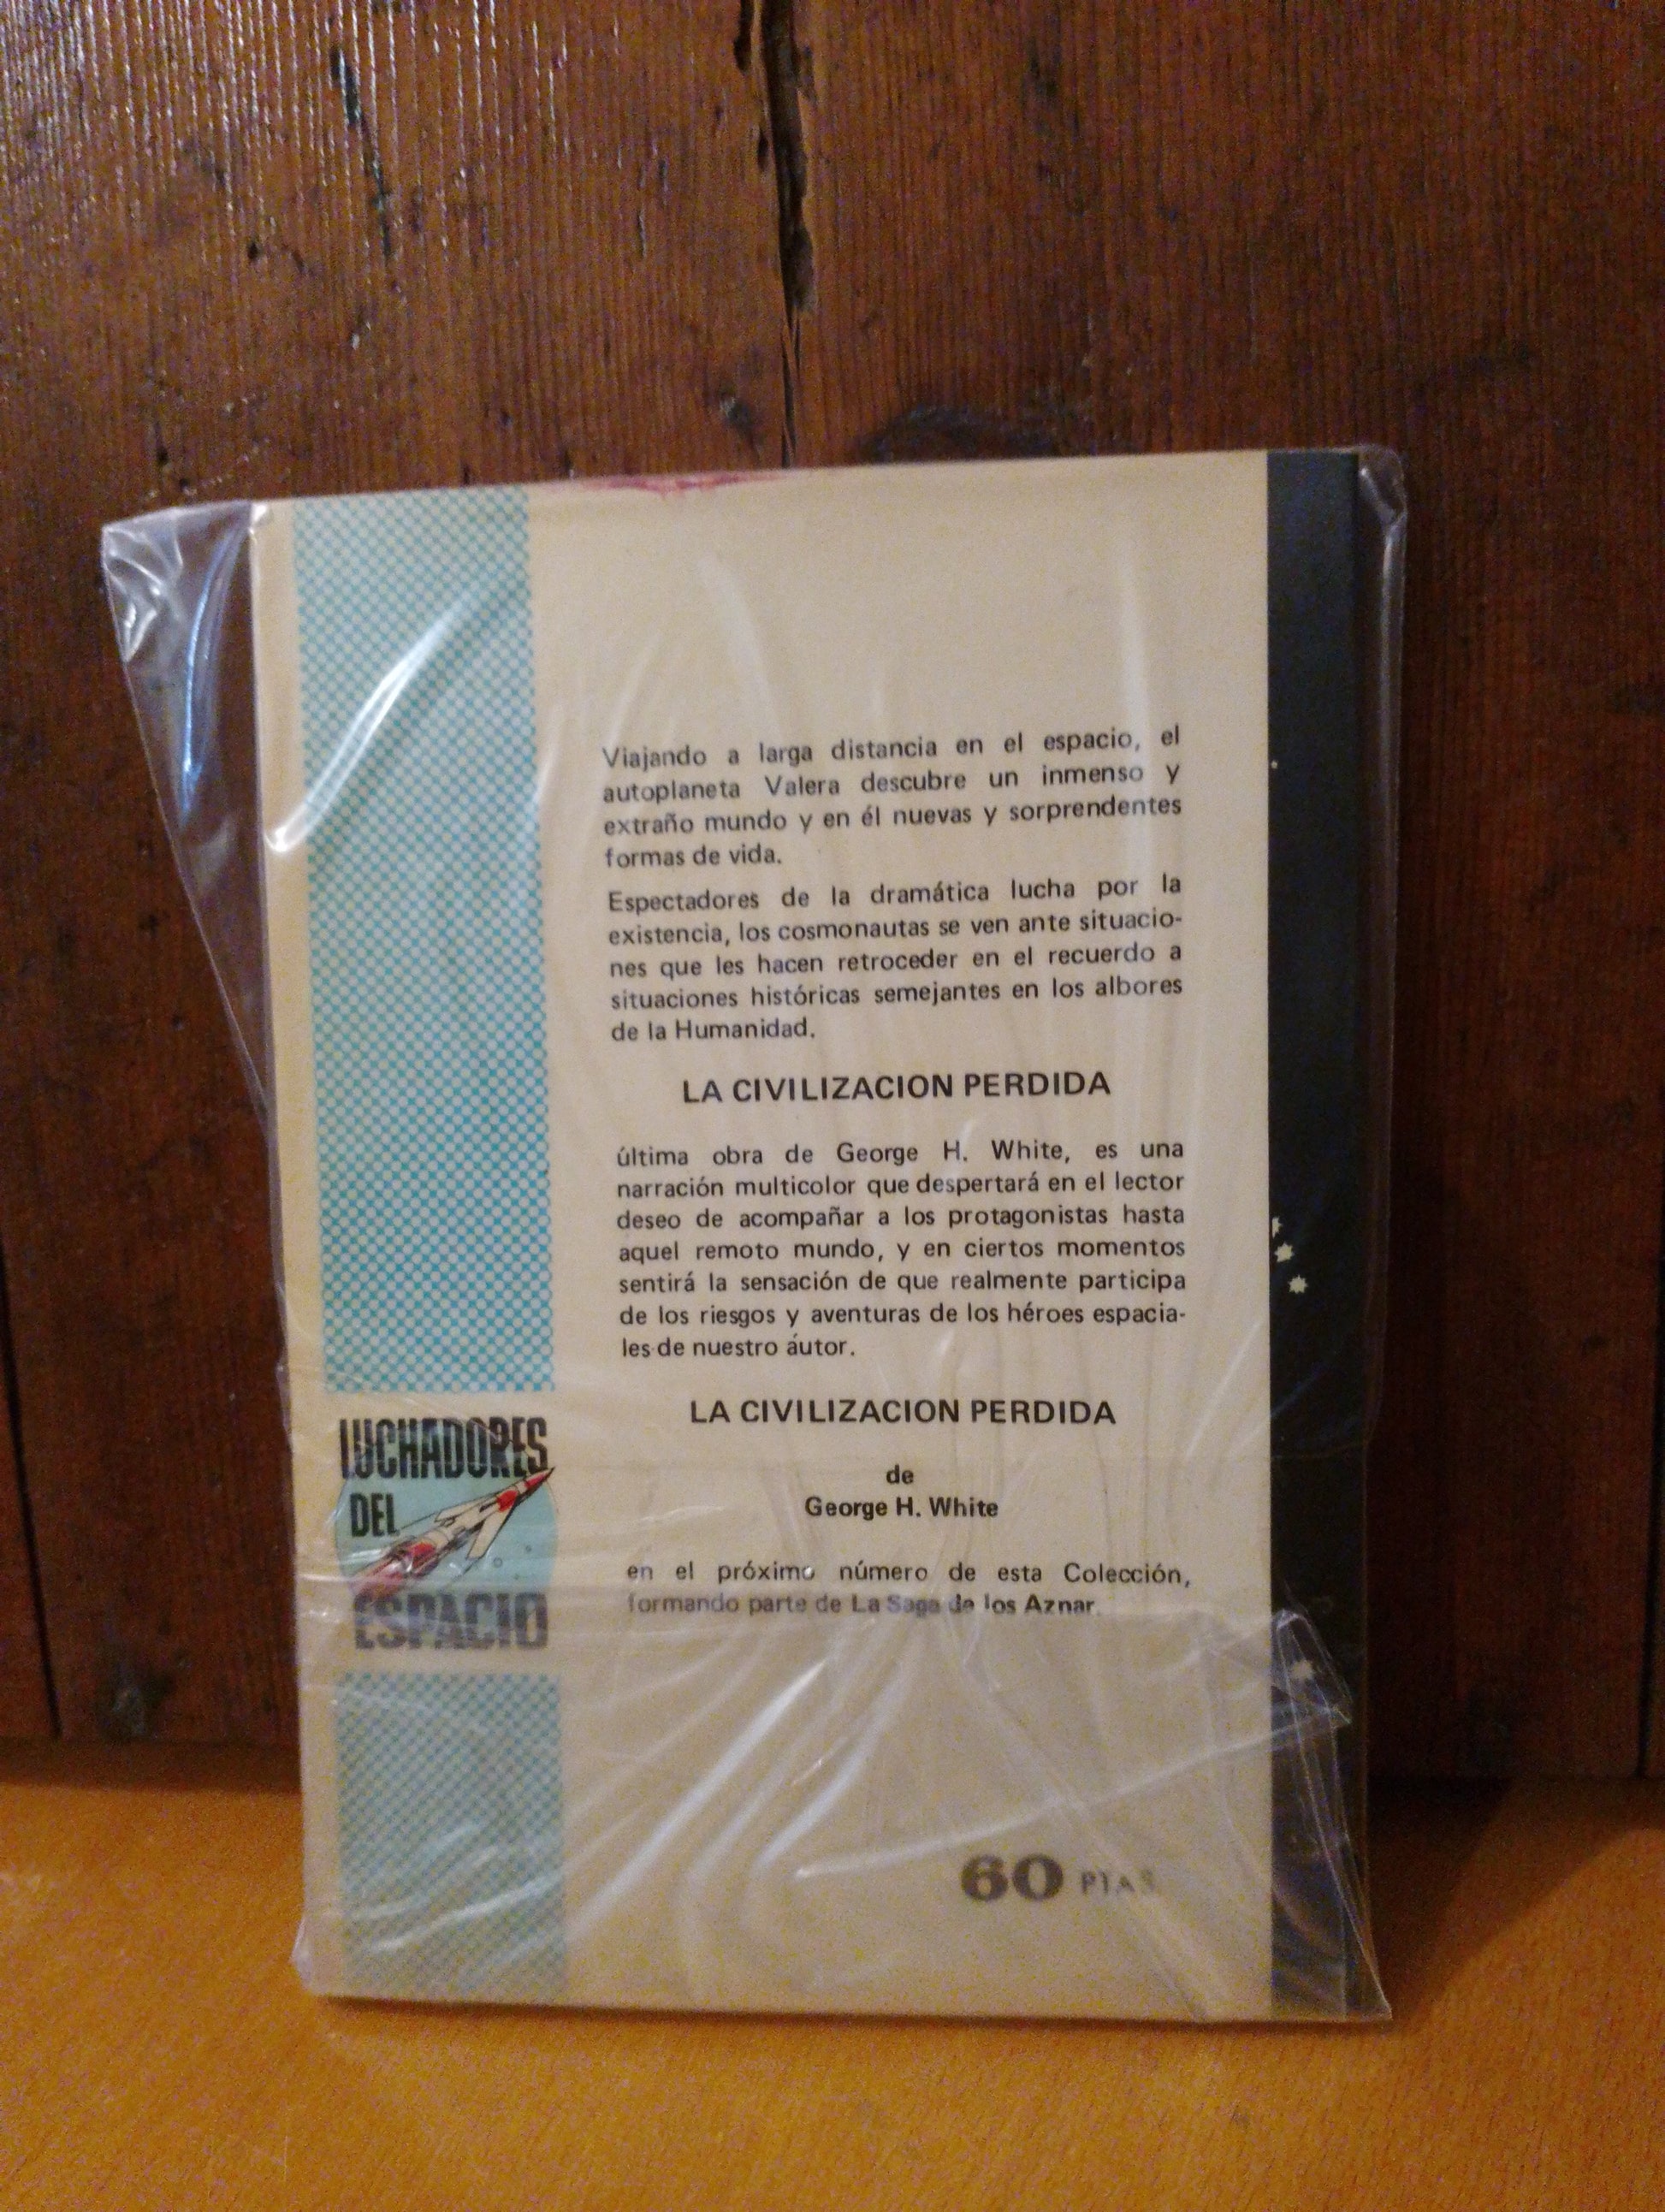 Viajando a larga distancia en el espacio, el
autoplaneta Valera descubre un inmenso y
extraño mundo y en él nuevas y sorprendentes
formas de vida.
Espectadores de la dramática lucha por la
existencia, los cosmonautas se ven ante situacio-
nes que les hacen retroceder en el recuerdo a
situaciones históricas semejantes en los albores
de la Humanidad.
LA CIVILIZACION PERDIDA
última obra de George H. White, es una
narración multicolor que despertará en el lector
deseo de acompañar a los protagonistas hasta
aquel remoto mundo, y en ciertos momentos
sentirá la sensación de que realmente participa
de los riesgos y aventuras de los héroes espacia-
les de nuestro áutor.
LA CIVILIZACION PERDIDA
de
George H. White
en el próximo número de esta Colección,
formando parte de La Saga de los Aznar.
LUCHADORES
DEL
ESPACIO
60 PTAS